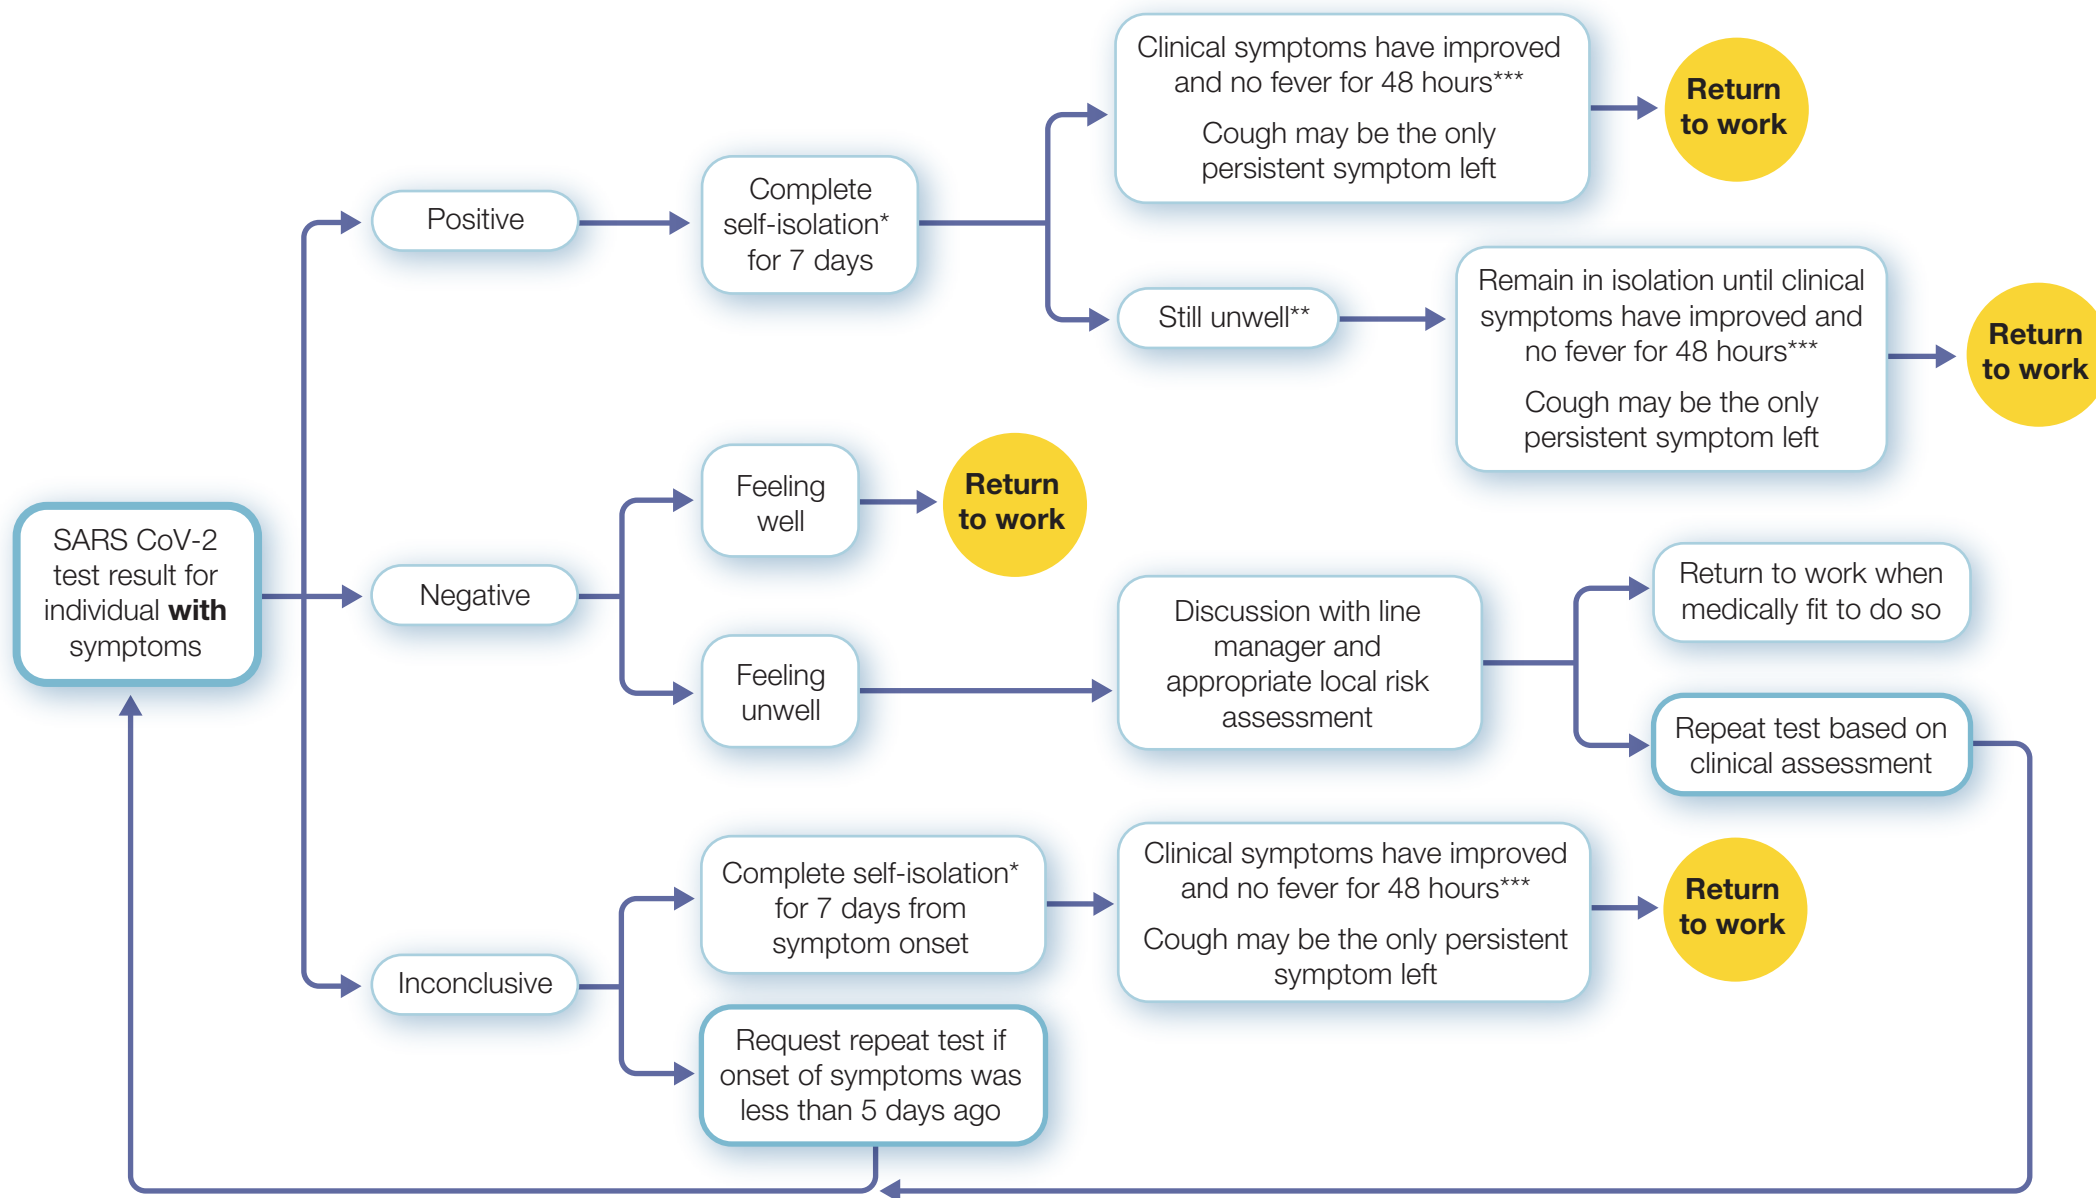 SARS CoV-2
test result for
individual with
symptoms
Positive
Complete
self-isolation*
for 7 days
Clinical symptoms have improved
and no fever for 48 hours***
Cough may be the only
persistent symptom left
Return
to work
Still unwell**
Remain in isolation until clinical
symptoms have improved and
no fever for 48 hours***
Cough may be the only
persistent symptom left
Return
to work
Negative
Feeling
well
Return
to work
Feeling
unwell
Discussion with line
manager and
appropriate local risk
assessment
Return to work when
medically fit to do so
Repeat test based on
clinical assessment
Inconclusive
Complete self-isolation*
for 7 days from
symptom onset
Clinical symptoms have improved
and no fever for 48 hours***
Cough may be the only persistent
symptom left
Return
to work
Request repeat test if
onset of symptoms was
less than 5 days ago